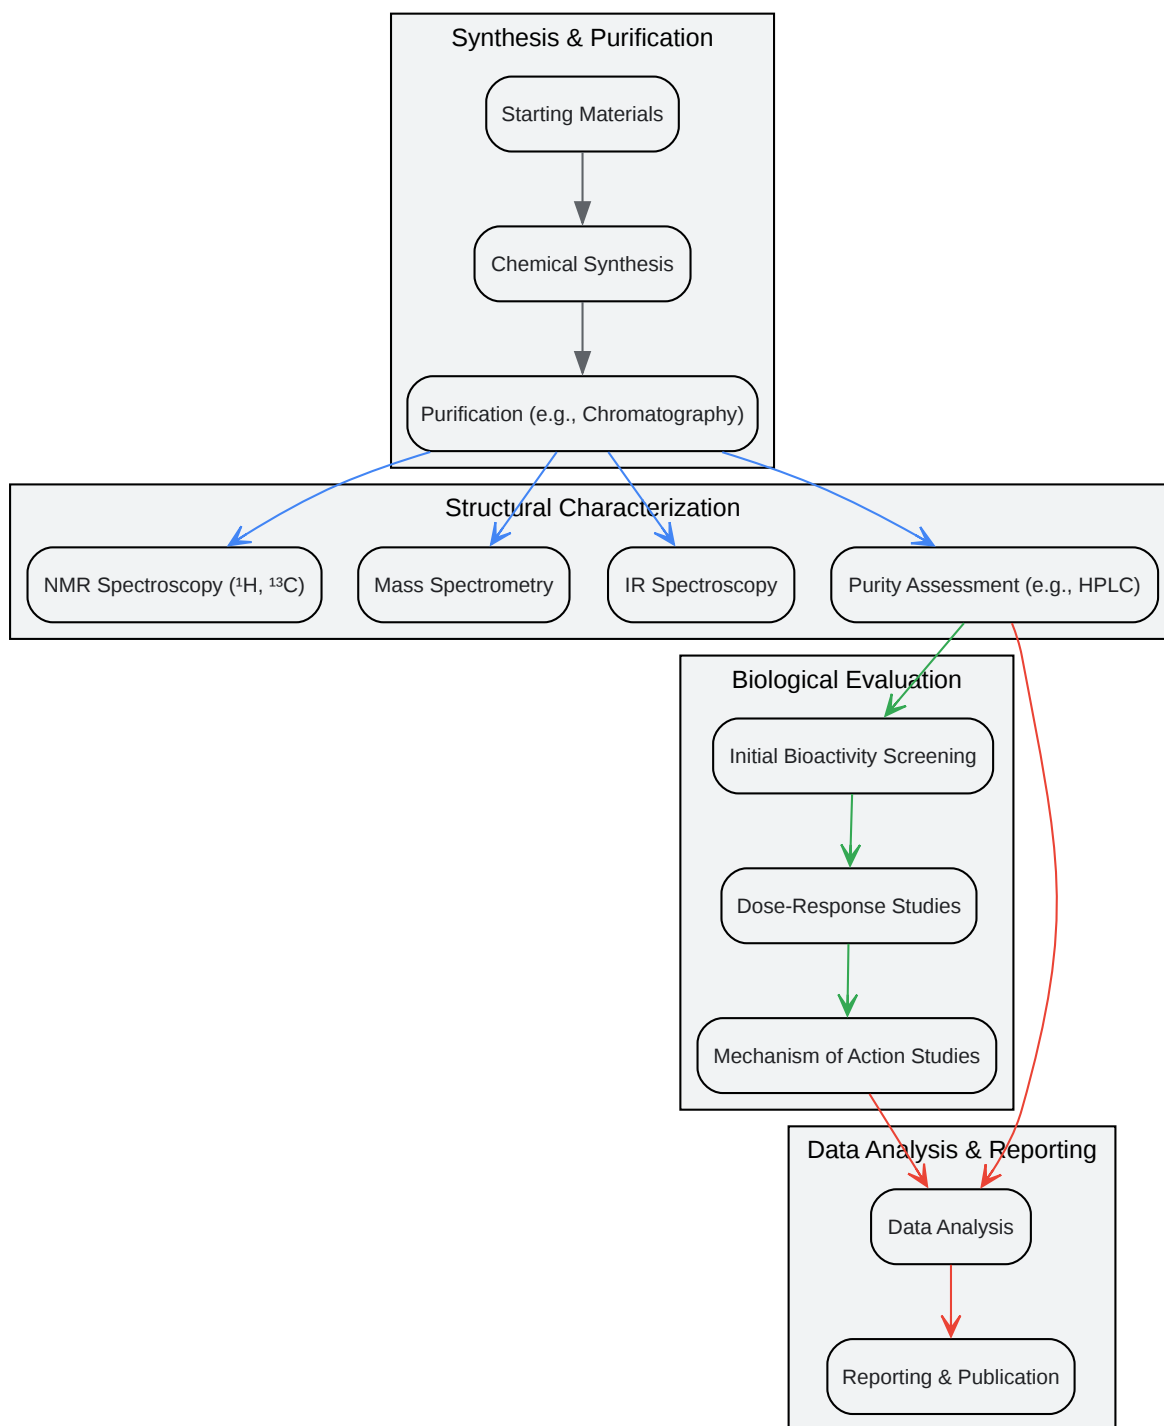 Synthesis & Purification
Starting Materials
Chemical Synthesis
Purification (e.g., Chromatography)
Structural Characterization
NMR Spectroscopy (¹H, ¹³C)
Mass Spectrometry
IR Spectroscopy
Purity Assessment (e.g., HPLC)
Biological Evaluation
Initial Bioactivity Screening
Dose-Response Studies
Mechanism of Action Studies
Data Analysis & Reporting
Data Analysis
Reporting & Publication